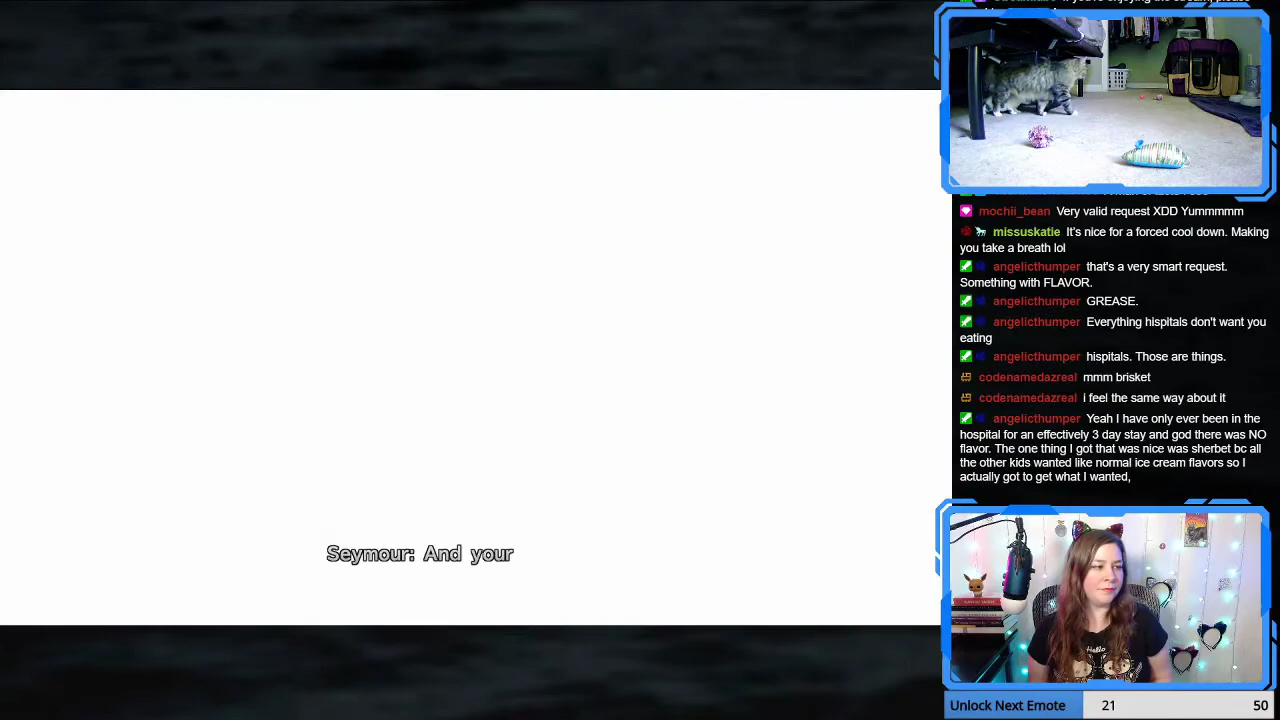 mochii_bean Very valid request XDD Yummmmm
missuskatie It's nice for a forced cool down. Making
you take a breath lol
angelicthumper that's a very smart request.
Something with FLAVOR.
angelicthumper GREASE.
angelicthumper Everything hispitals don't want you
eating
angelicthumper hispitals. Those are things.
codenamedazreal mmm brisket
codenamedazreal i feel the same way about it
angelicthumper Yeah I have only ever been in the
hospital for an effectively 3 day stay and god there was NO
flavor. The one thing I got that was nice was sherbet bc all
the other kids wanted like normal ice cream flavors so I
actually got to get what I wanted,
Seymour: And your
Hello
Unlock Next Emote 21 50